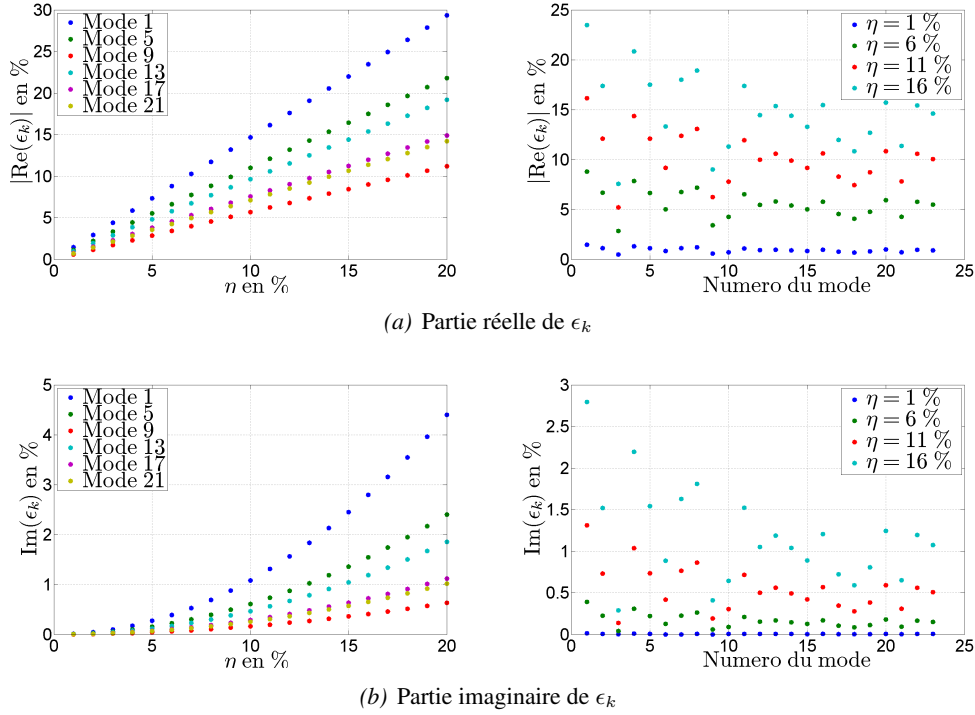 |Re(ϵk)| en %
30
25
20
15
10
5
0
Mode 1
Mode 5
Mode 9
Mode 13
Mode 17
Mode 21
0 5 10 15 20
η en %
|Re(ϵk)| en %
25
20
15
10
5
0
η = 1 %
η = 6 %
η = 11 %
η = 16 %
0 5 10 15 20 25
Numero du mode
(a) Partie réelle de ϵk
Im(ϵk) en %
5
4
3
2
1
0
Mode 1
Mode 5
Mode 9
Mode 13
Mode 17
Mode 21
0 5 10 15 20
η en %
Im(ϵk) en %
3
2.5
2
1.5
1
0.5
0
η = 1 %
η = 6 %
η = 11 %
η = 16 %
0 5 10 15 20 25
Numero du mode
(b) Partie imaginaire de ϵk